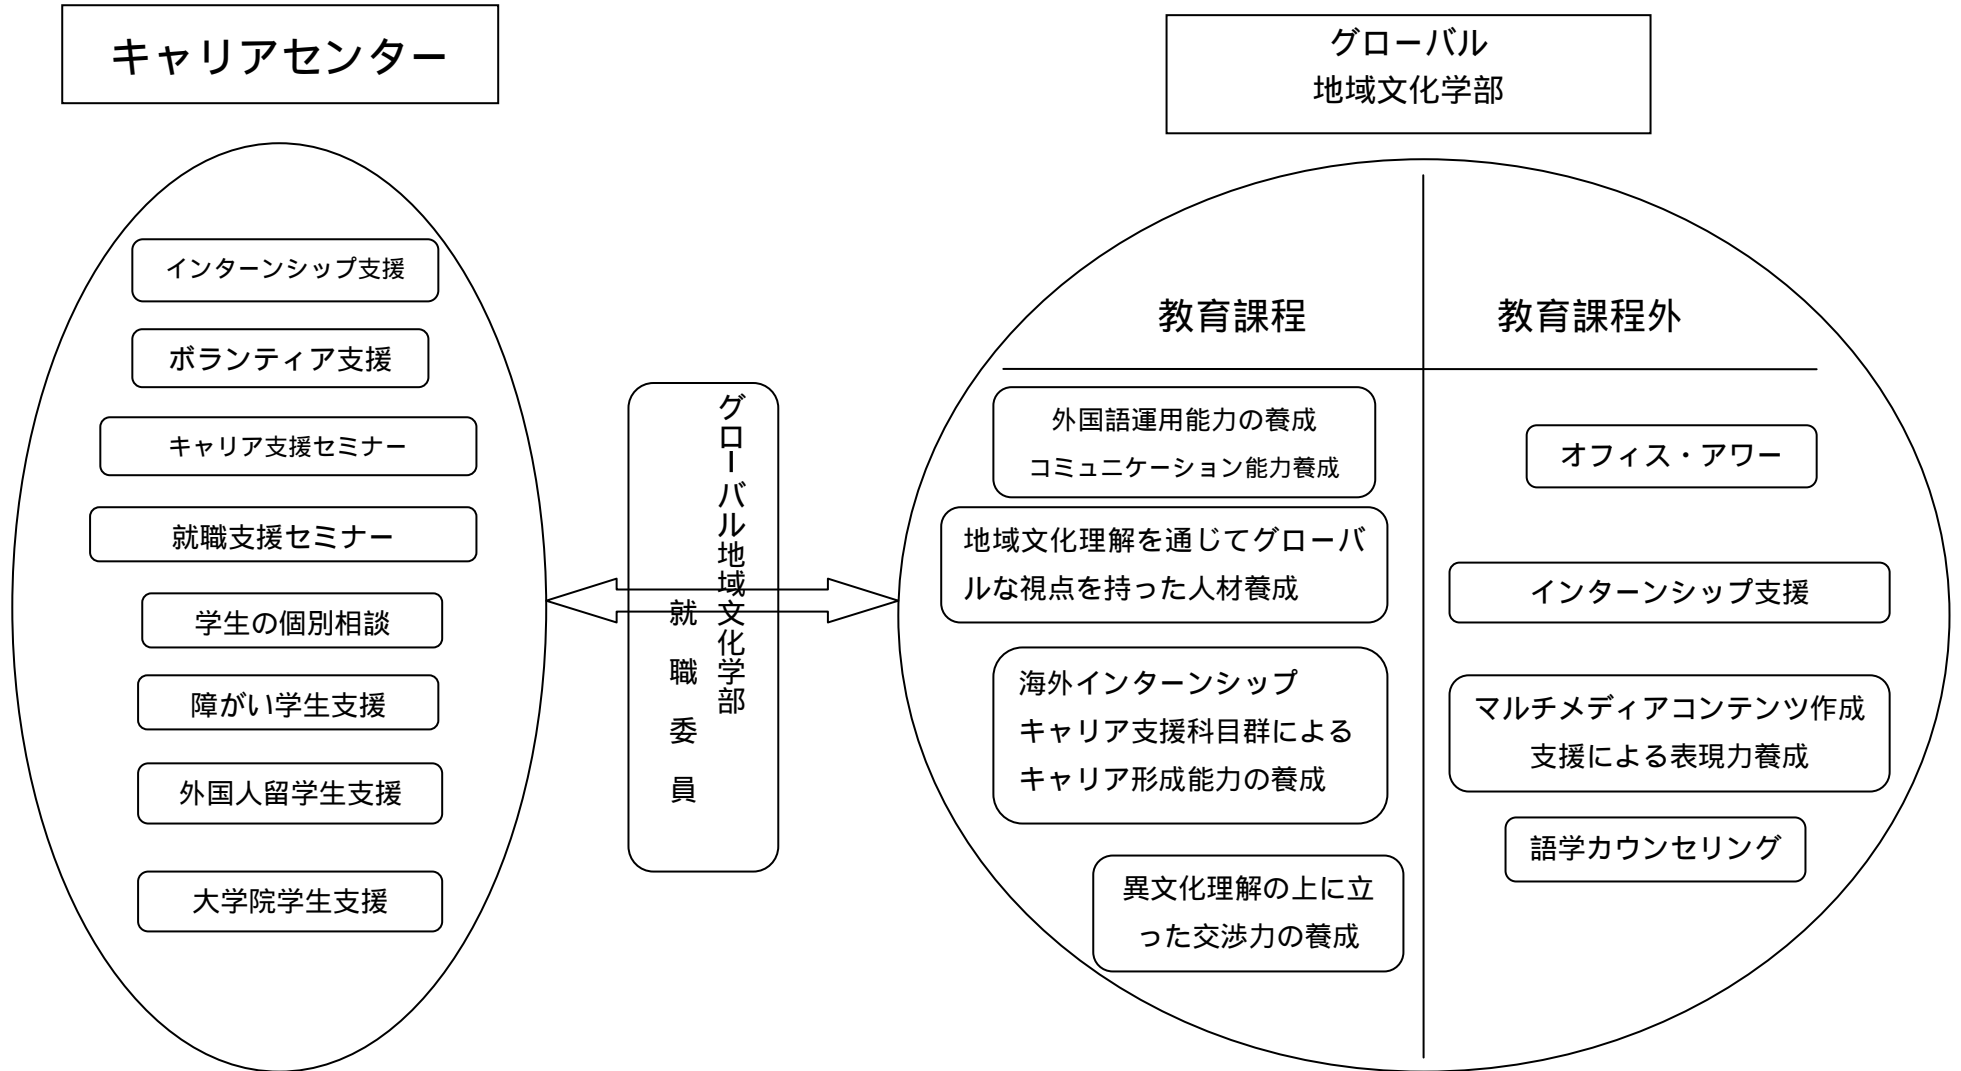 キャリアセンター
インターンシップ支援
ボランティア支援
キャリア支援セミナー
就職支援セミナー
学生の個別相談
障がい学生支援
外国人留学生支援
大学院学生支援
グローバル地域文化学部
就職委員
グローバル
地域文化学部
教育課程
外国語運用能力の養成
コミュニケーション能力養成
地域文化理解を通じてグローバ
ルな視点を持った人材養成
海外インターンシップ
キャリア支援科目群による
キャリア形成能力の養成
異文化理解の上に立
った交渉力の養成
教育課程外
オフィス・アワー
インターンシップ支援
マルチメディアコンテンツ作成
支援による表現力養成
語学カウンセリング